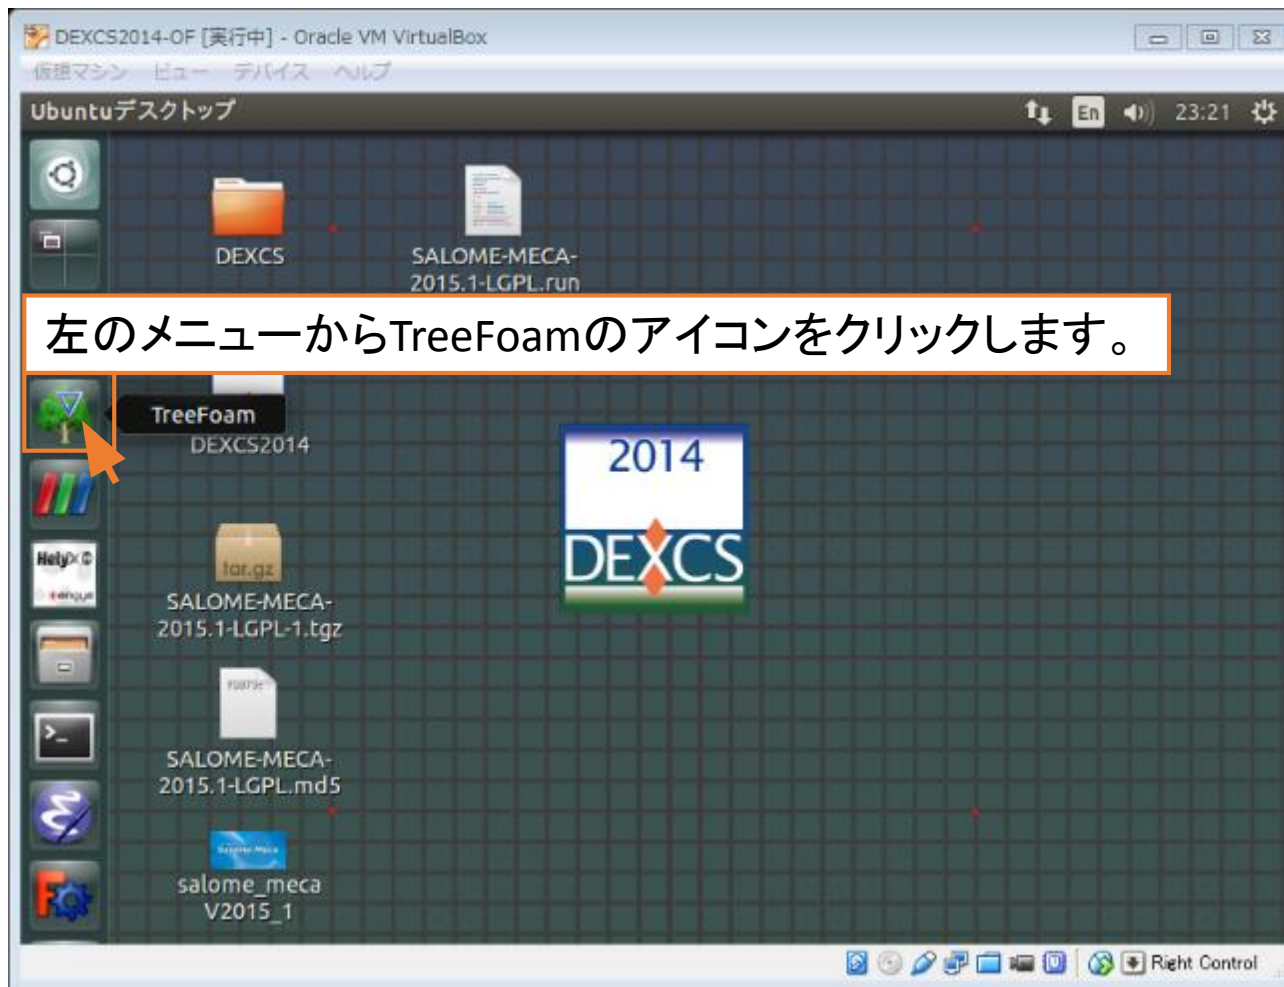 DEXCS2014-OF [実行中] - Oracle VM VirtualBox
仮想マシン ビュー デバイス ヘルプ
Ubuntuデスクトップ
En 23:21
DEXCS
SALOME-MECA-
2015.1-LGPL.run
左のメニューからTreeFoamのアイコンをクリックします。
TreeFoam
DEXCS2014
2014
DEXCS
tar.gz
SALOME-MECA-
2015.1-LGPL-1.tgz
SALOME-MECA-
2015.1-LGPL.md5
Salome-Meca
salome_meca
V2015_1
Right Control